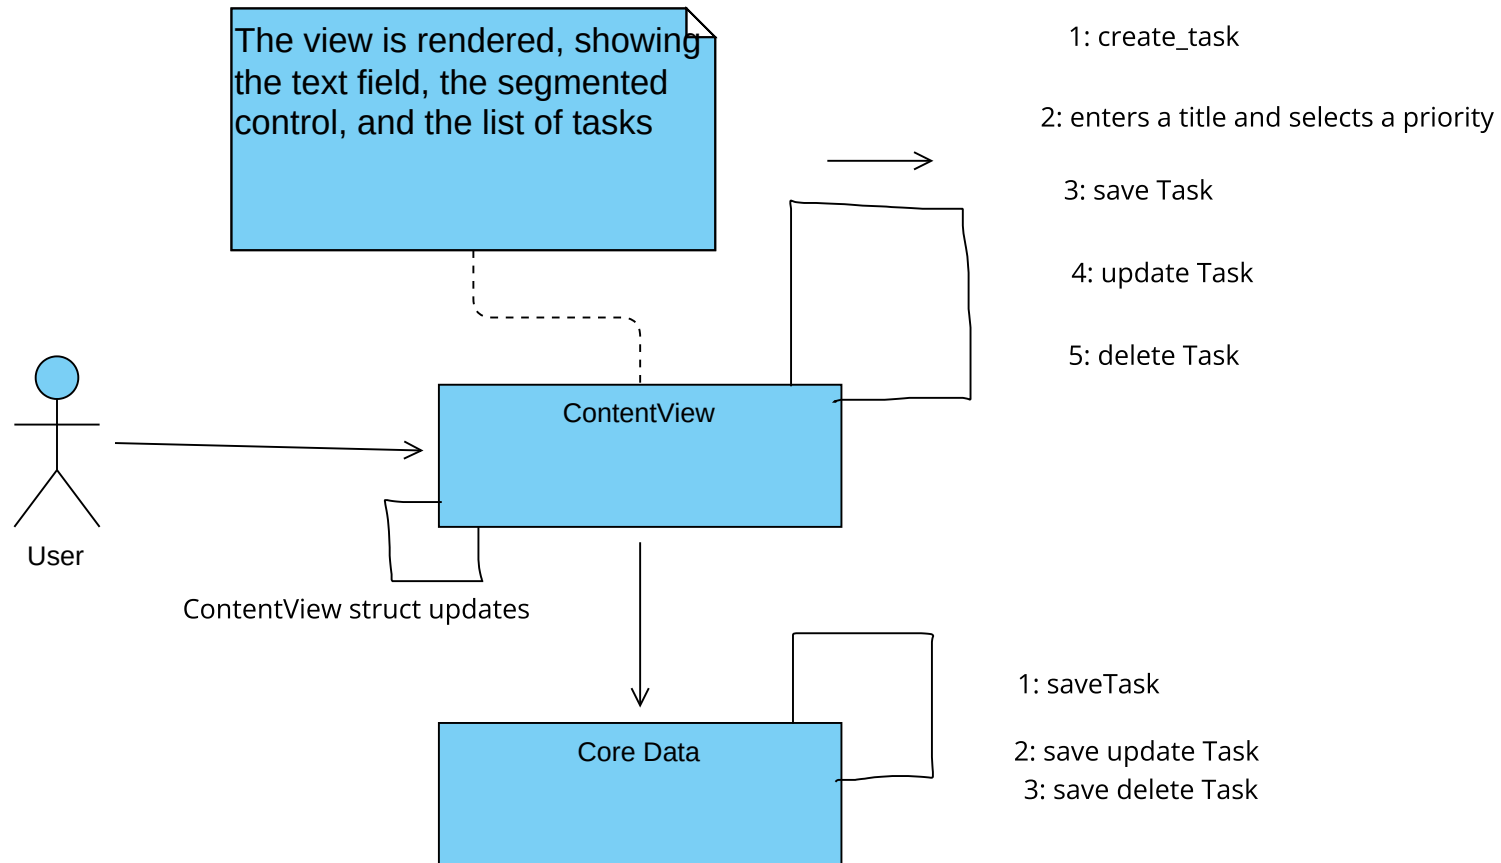 The view is rendered, showing
the text field, the segmented
control, and the list of tasks
1: create_task
2: enters a title and selects a priority
3: save Task
4: update Task
5: delete Task
ContentView
User
ContentView struct updates
Core Data
1: saveTask
2: save update Task
3: save delete Task